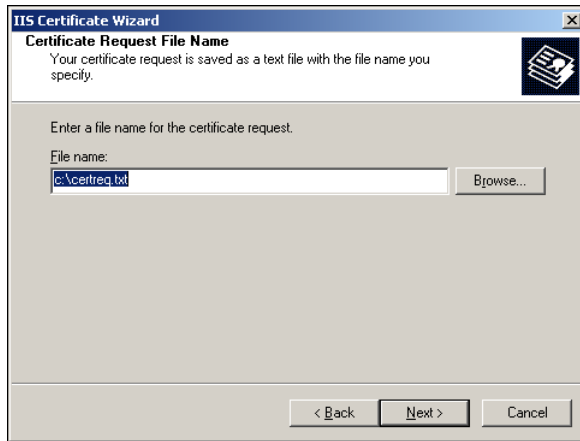 IIS Certificate Wizard
Certificate Request File Name
Your certificate request is saved as a text file with the file name you
specify.
Enter a file name for the certificate request.
File name:
c:\certreq.txt
Browse...
< Back
Next >
Cancel